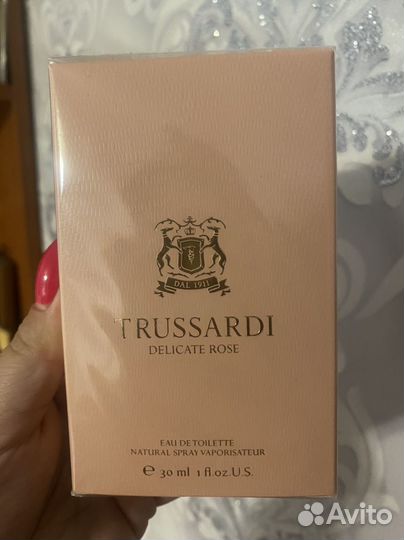 DAL 1911
TRUSSARDI
DELICATE ROSE
EAU DE TOILETTE
NATURAL SPRAY VAPORISATEUR
e 30 ml 1 fl.oz.U.S.
Avito